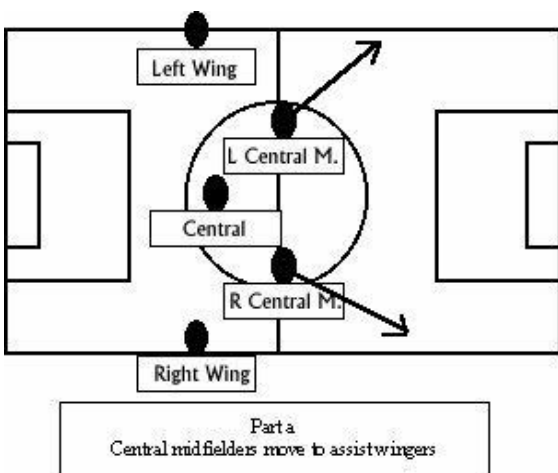 Left Wing
L Central M.
Central
R Central M.
Right Wing
Part a
Central midfielders move to assist wingers